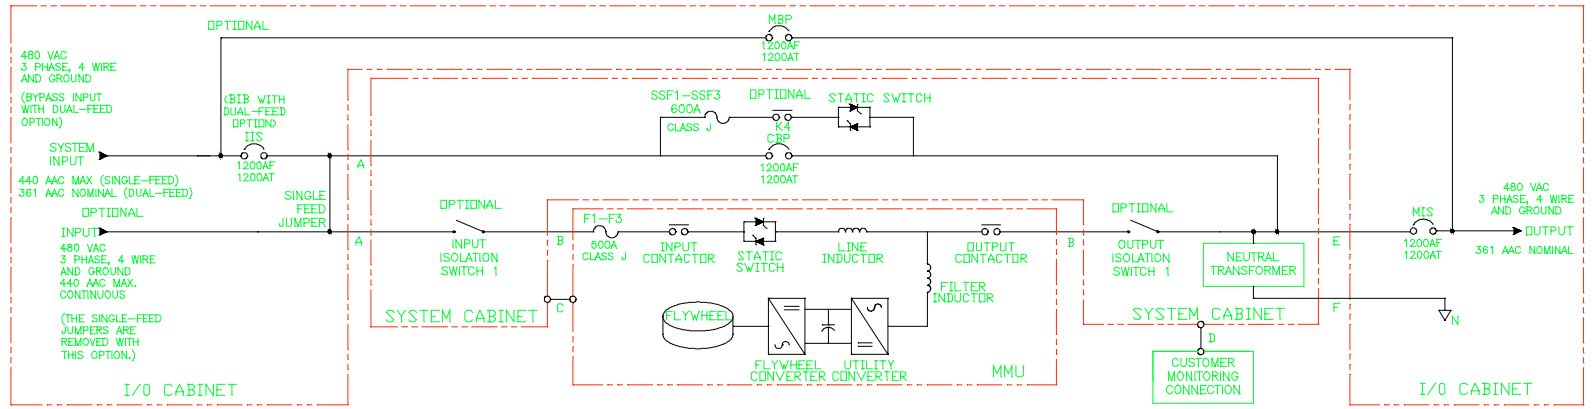 OPTIONAL
MBP
1200AF
1200AT
480 VAC
3 PHASE, 4 WIRE
AND GROUND
(BYPASS INPUT
WITH DUAL-FEED
OPTION)
<BIB WITH
DUAL-FEED
OPTION>
IIS
1200AF
1200AT
SYSTEM
INPUT
440 AAC MAX (SINGLE-FEED)
361 AAC NOMINAL (DUAL-FEED)
OPTIONAL
INPUT
480 VAC
3 PHASE, 4 WIRE
AND GROUND
440 AAC MAX.
CONTINUOUS
(THE SINGLE-FEED
JUMPERS ARE
REMOVED WITH
THIS OPTION.)
I/O CABINET
SINGLE
FEED
JUMPER
A
A
SSF1-SSF3
600A
CLASS J
OPTIONAL
K4
STATIC SWITCH
CBP
1200AF
1200AT
OPTIONAL
INPUT
ISOLATION
SWITCH 1
B
SYSTEM CABINET
C
F1-F3
500A
CLASS J
INPUT
CONTACTOR
STATIC
SWITCH
LINE
INDUCTOR
OUTPUT
CONTACTOR
FILTER
INDUCTOR
FLYWHEEL
FLYWHEEL
CONVERTER
UTILITY
CONVERTER
MMU
B
OPTIONAL
OUTPUT
ISOLATION
SWITCH 1
NEUTRAL
TRANSFORMER
SYSTEM CABINET
D
CUSTOMER
MONITORING
CONNECTION
E
F
MIS
1200AF
1200AT
N
480 VAC
3 PHASE, 4 WIRE
AND GROUND
OUTPUT
361 AAC NOMINAL
I/O CABINET